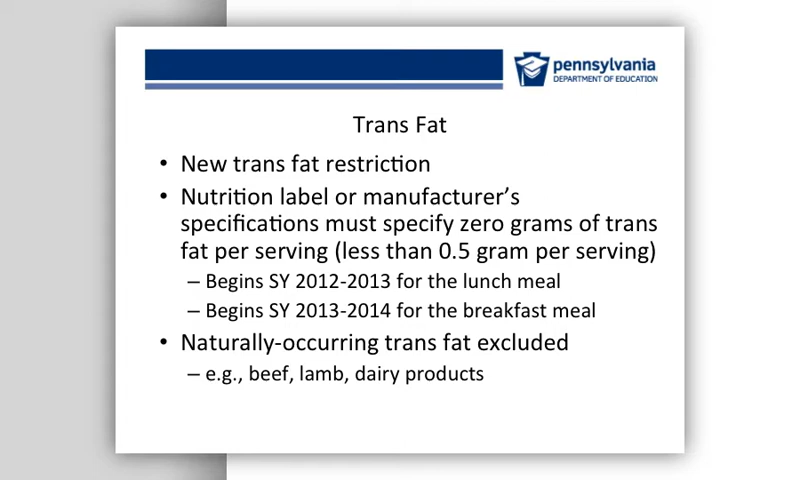 pennsylvania
DEPARTMENT OF EDUCATION
Trans Fat
• New trans fat restriction
• Nutrition label or manufacturer’s
specifications must specify zero grams of trans
fat per serving (less than 0.5 gram per serving)
– Begins SY 2012-2013 for the lunch meal
– Begins SY 2013-2014 for the breakfast meal
• Naturally-occurring trans fat excluded
– e.g., beef, lamb, dairy products